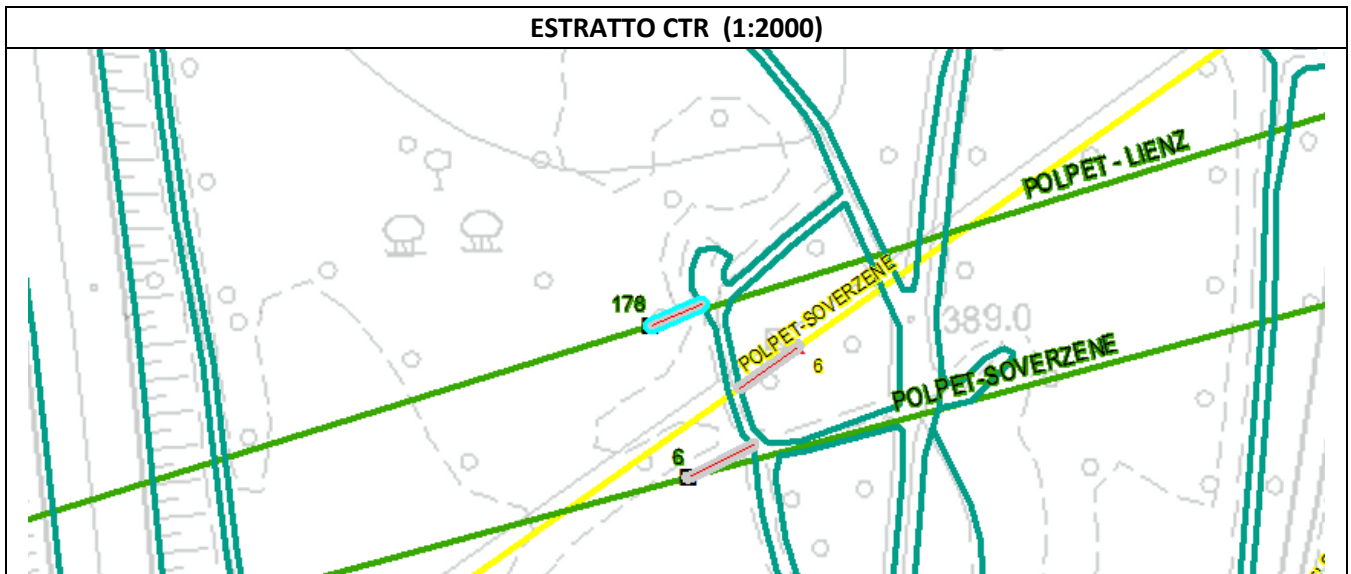 ESTRATTO CTR (1:2000)
POLPET - LIENZ
178
POLPET-SOVERZENE
389.0
6
POLPET-SOVERZENE
6